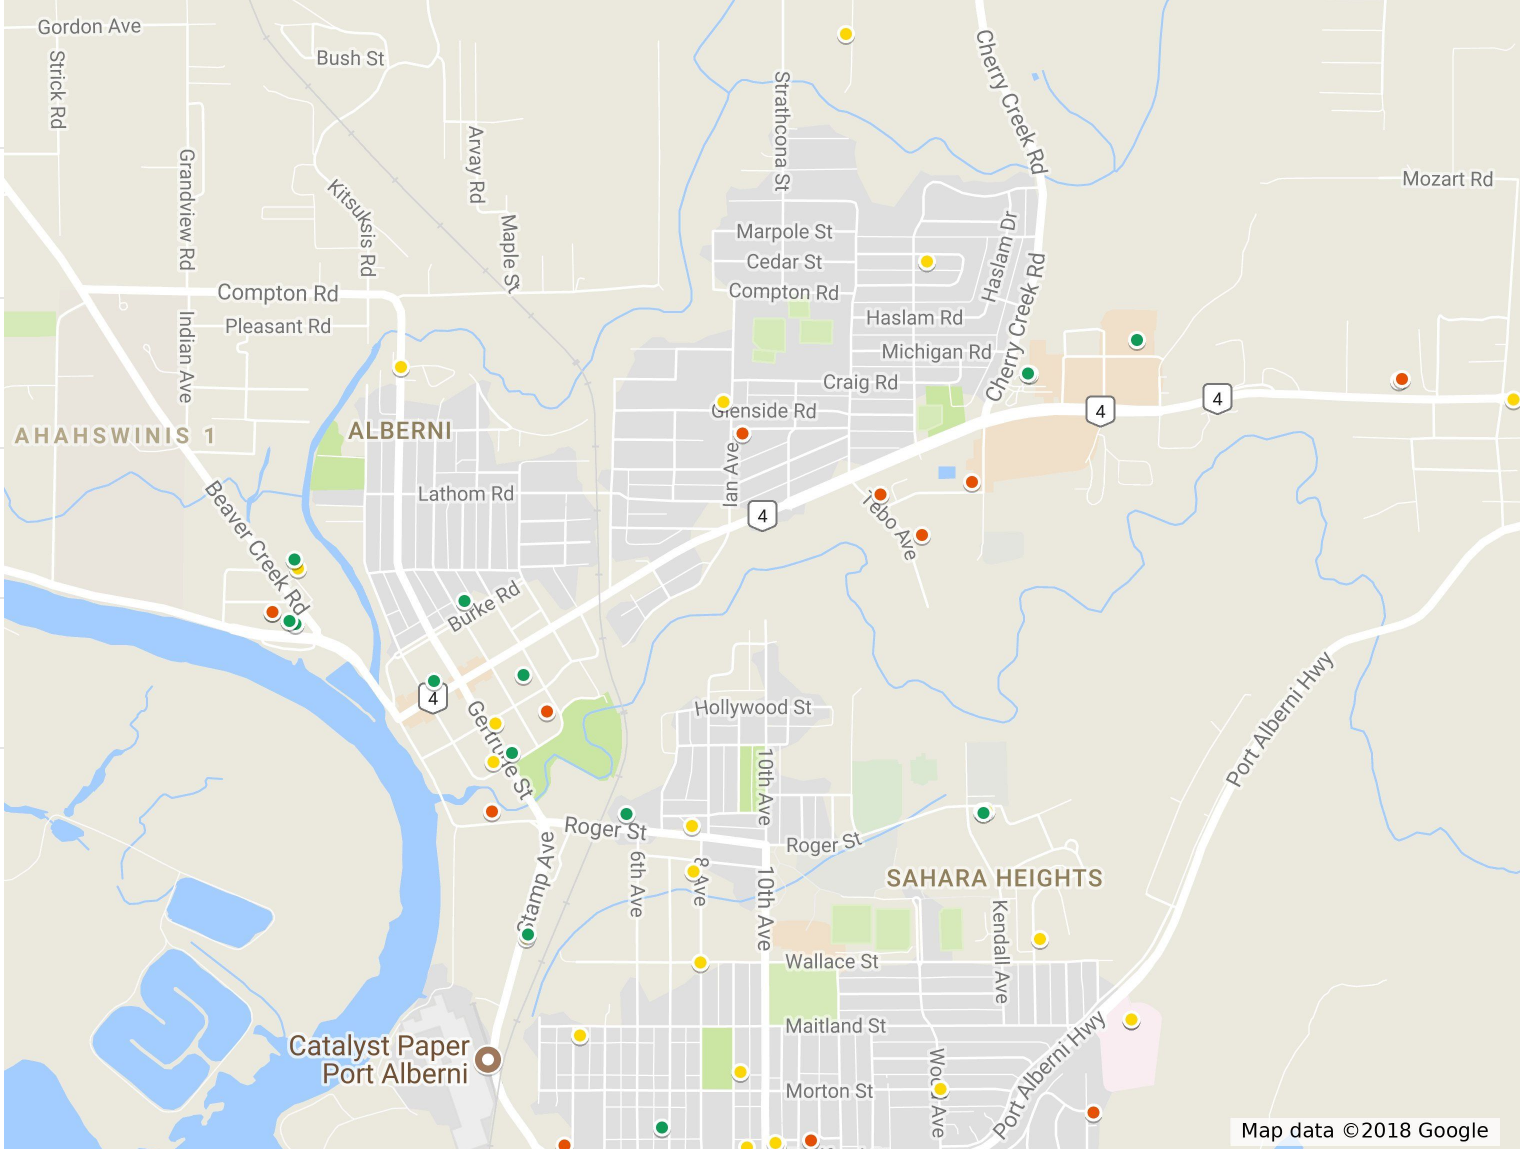 Gordon Ave
Bush St
Strick Rd
Strathcona St
Cherry Creek Rd
Arvay Rd
Grandview Rd
Kitsuksis Rd
Mozart Rd
Maple St
Haslam Dr
Marpole St
Cedar St
Compton Rd
Compton Rd
Pleasant Rd
Indian Ave
Haslam Rd
Cherry Creek Rd
Michigan Rd
Craig Rd
Glenside Rd
4
4
AHAHSWINIS 1
ALBERNI
Lathom Rd
Ian Ave
4
Tebo Ave
Beaver Creek Rd
Burke Rd
4
Gertrude St
Hollywood St
Port Alberni Hwy
10th Ave
Roger St
Roger St
Stamp Ave
6th Ave
8 Ave
10th Ave
SAHARA HEIGHTS
Kendall Ave
Wallace St
Maitland St
Catalyst Paper
Port Alberni
Wood Ave
Morton St
Port Alberni Hwy
Map data ©2018 Google